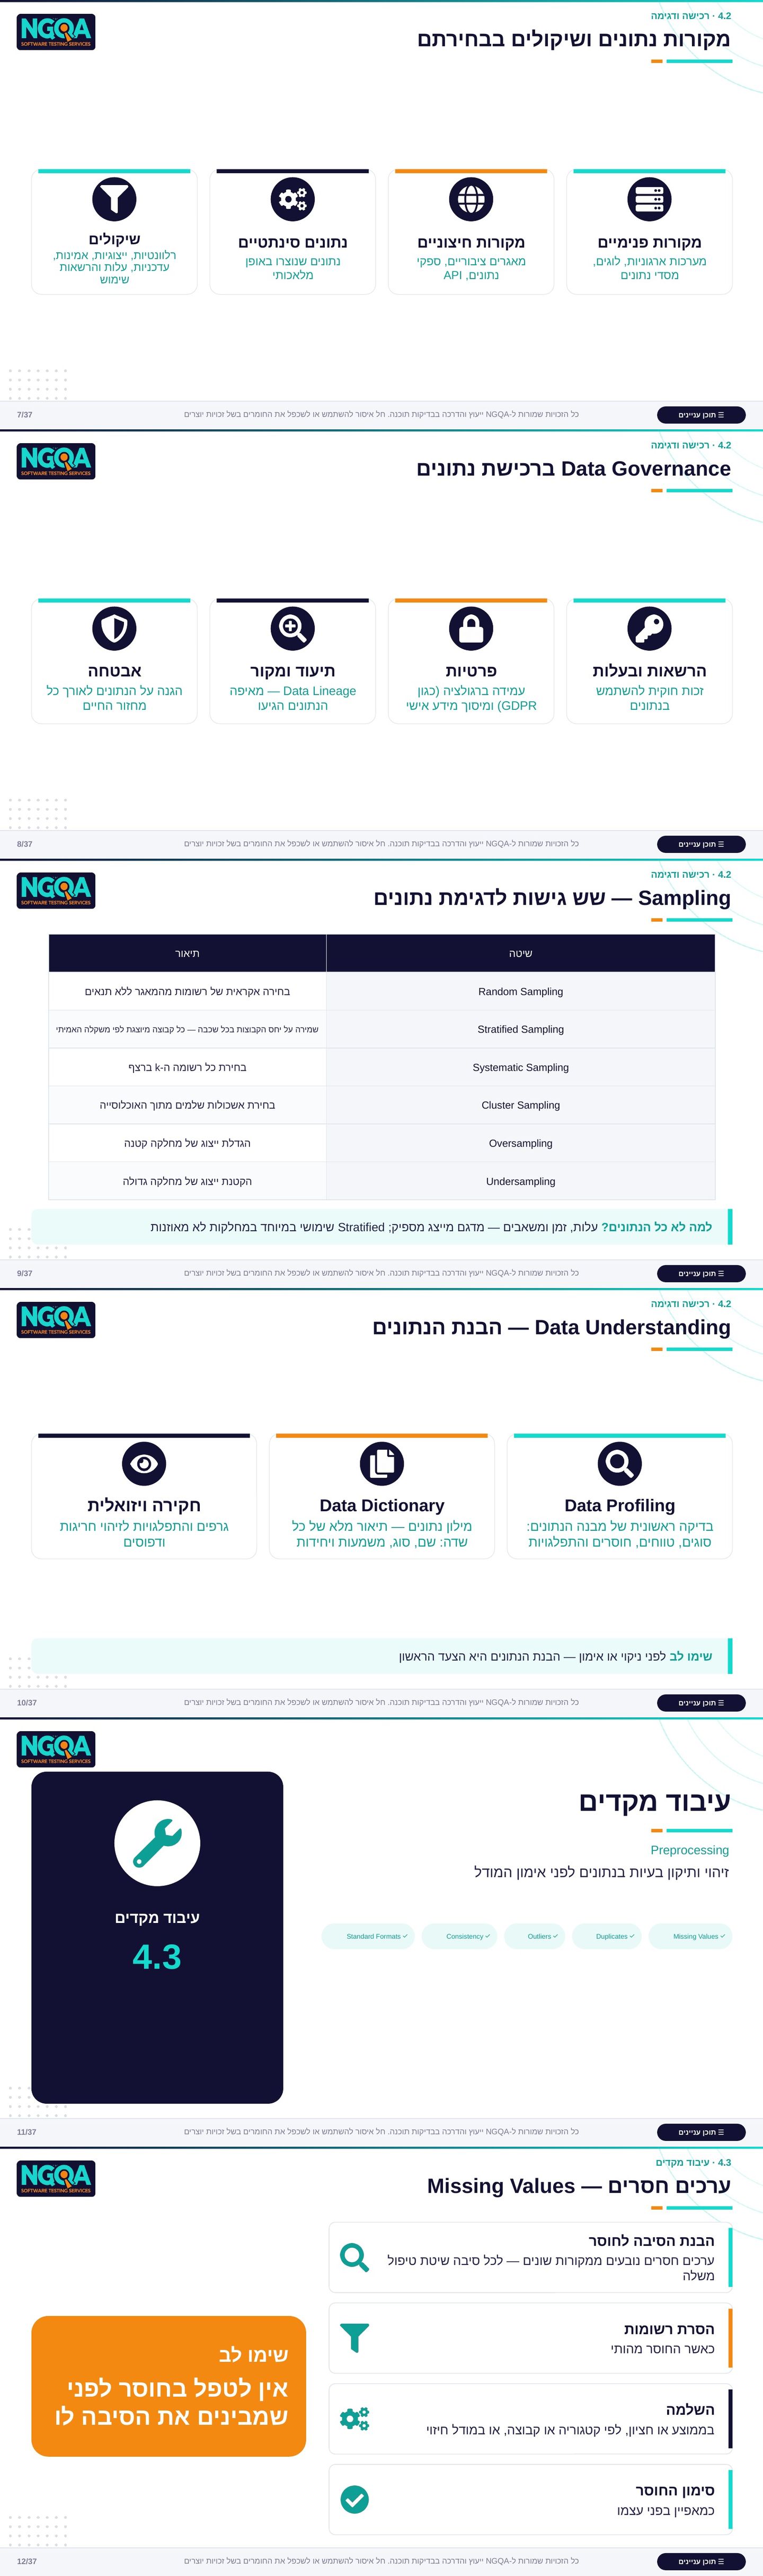 4.2 · רכישה ודגימה
NGQA
SOFTWARE TESTING SERVICES
מקורות נתונים ושיקולים בבחירתם
מקורות פנימיים
מערכות ארגוניות, לוגים,
מסדי נתונים
מקורות חיצוניים
מאגרים ציבוריים, ספקי
נתונים, API
נתונים סינתטיים
נתונים שנוצרו באופן
מלאכותי
שיקולים
רלוונטיות, ייצוגיות, אמינות,
עדכניות, עלות והרשאות
שימוש
☰ תוכן עניינים
כל הזכויות שמורות ל-NGQA ייעוץ והדרכה בבדיקות תוכנה. חל איסור להשתמש או לשכפל את החומרים בשל זכויות יוצרים
7/37
4.2 · רכישה ודגימה
NGQA
SOFTWARE TESTING SERVICES
Data Governance ברכישת נתונים
הרשאות ובעלות
זכות חוקית להשתמש
בנתונים
פרטיות
עמידה ברגולציה (כגון
GDPR) ומיסוך מידע אישי
תיעוד ומקור
Data Lineage — מאיפה
הנתונים הגיעו
אבטחה
הגנה על הנתונים לאורך כל
מחזור החיים
☰ תוכן עניינים
כל הזכויות שמורות ל-NGQA ייעוץ והדרכה בבדיקות תוכנה. חל איסור להשתמש או לשכפל את החומרים בשל זכויות יוצרים
8/37
4.2 · רכישה ודגימה
NGQA
SOFTWARE TESTING SERVICES
Sampling — שש גישות לדגימת נתונים
שיטה תיאור
Random Sampling בחירה אקראית של רשומות מהמאגר ללא תנאים
Stratified Sampling שמירה על יחס הקבוצות בכל שכבה — כל קבוצה מיוצגת לפי משקלה האמיתי
Systematic Sampling בחירת כל רשומה ה-k ברצף
Cluster Sampling בחירת אשכולות שלמים מתוך האוכלוסייה
Oversampling הגדלת ייצוג של מחלקה קטנה
Undersampling הקטנת ייצוג של מחלקה גדולה
למה לא כל הנתונים? עלות, זמן ומשאבים — מדגם מייצג מספיק; Stratified שימושי במיוחד במחלקות לא מאוזנות
☰ תוכן עניינים
כל הזכויות שמורות ל-NGQA ייעוץ והדרכה בבדיקות תוכנה. חל איסור להשתמש או לשכפל את החומרים בשל זכויות יוצרים
9/37
4.2 · רכישה ודגימה
NGQA
SOFTWARE TESTING SERVICES
Data Understanding — הבנת הנתונים
Data Profiling
בדיקה ראשונית של מבנה הנתונים:
סוגים, טווחים, חוסרים והתפלגויות
Data Dictionary
מילון נתונים — תיאור מלא של כל
שדה: שם, סוג, משמעות ויחידות
חקירה ויזואלית
גרפים והתפלגויות לזיהוי חריגות
ודפוסים
שימו לב לפני ניקוי או אימון — הבנת הנתונים היא הצעד הראשון
☰ תוכן עניינים
כל הזכויות שמורות ל-NGQA ייעוץ והדרכה בבדיקות תוכנה. חל איסור להשתמש או לשכפל את החומרים בשל זכויות יוצרים
10/37
NGQA
SOFTWARE TESTING SERVICES
עיבוד מקדים
Preprocessing
זיהוי ותיקון בעיות בנתונים לפני אימון המודל
✓ Missing Values
✓ Duplicates
✓ Outliers
✓ Consistency
✓ Standard Formats
עיבוד מקדים
4.3
☰ תוכן עניינים
כל הזכויות שמורות ל-NGQA ייעוץ והדרכה בבדיקות תוכנה. חל איסור להשתמש או לשכפל את החומרים בשל זכויות יוצרים
11/37
4.3 · עיבוד מקדים
NGQA
SOFTWARE TESTING SERVICES
ערכים חסרים — Missing Values
הבנת הסיבה לחוסר
ערכים חסרים נובעים ממקורות שונים — לכל סיבה שיטת טיפול
משלה
הסרת רשומות
כאשר החוסר מהותי
השלמה
בממוצע או חציון, לפי קטגוריה או קבוצה, או במודל חיזוי
סימון החוסר
כמאפיין בפני עצמו
שימו לב
אין לטפל בחוסר לפני
שמבינים את הסיבה לו
☰ תוכן עניינים
כל הזכויות שמורות ל-NGQA ייעוץ והדרכה בבדיקות תוכנה. חל איסור להשתמש או לשכפל את החומרים בשל זכויות יוצרים
12/37